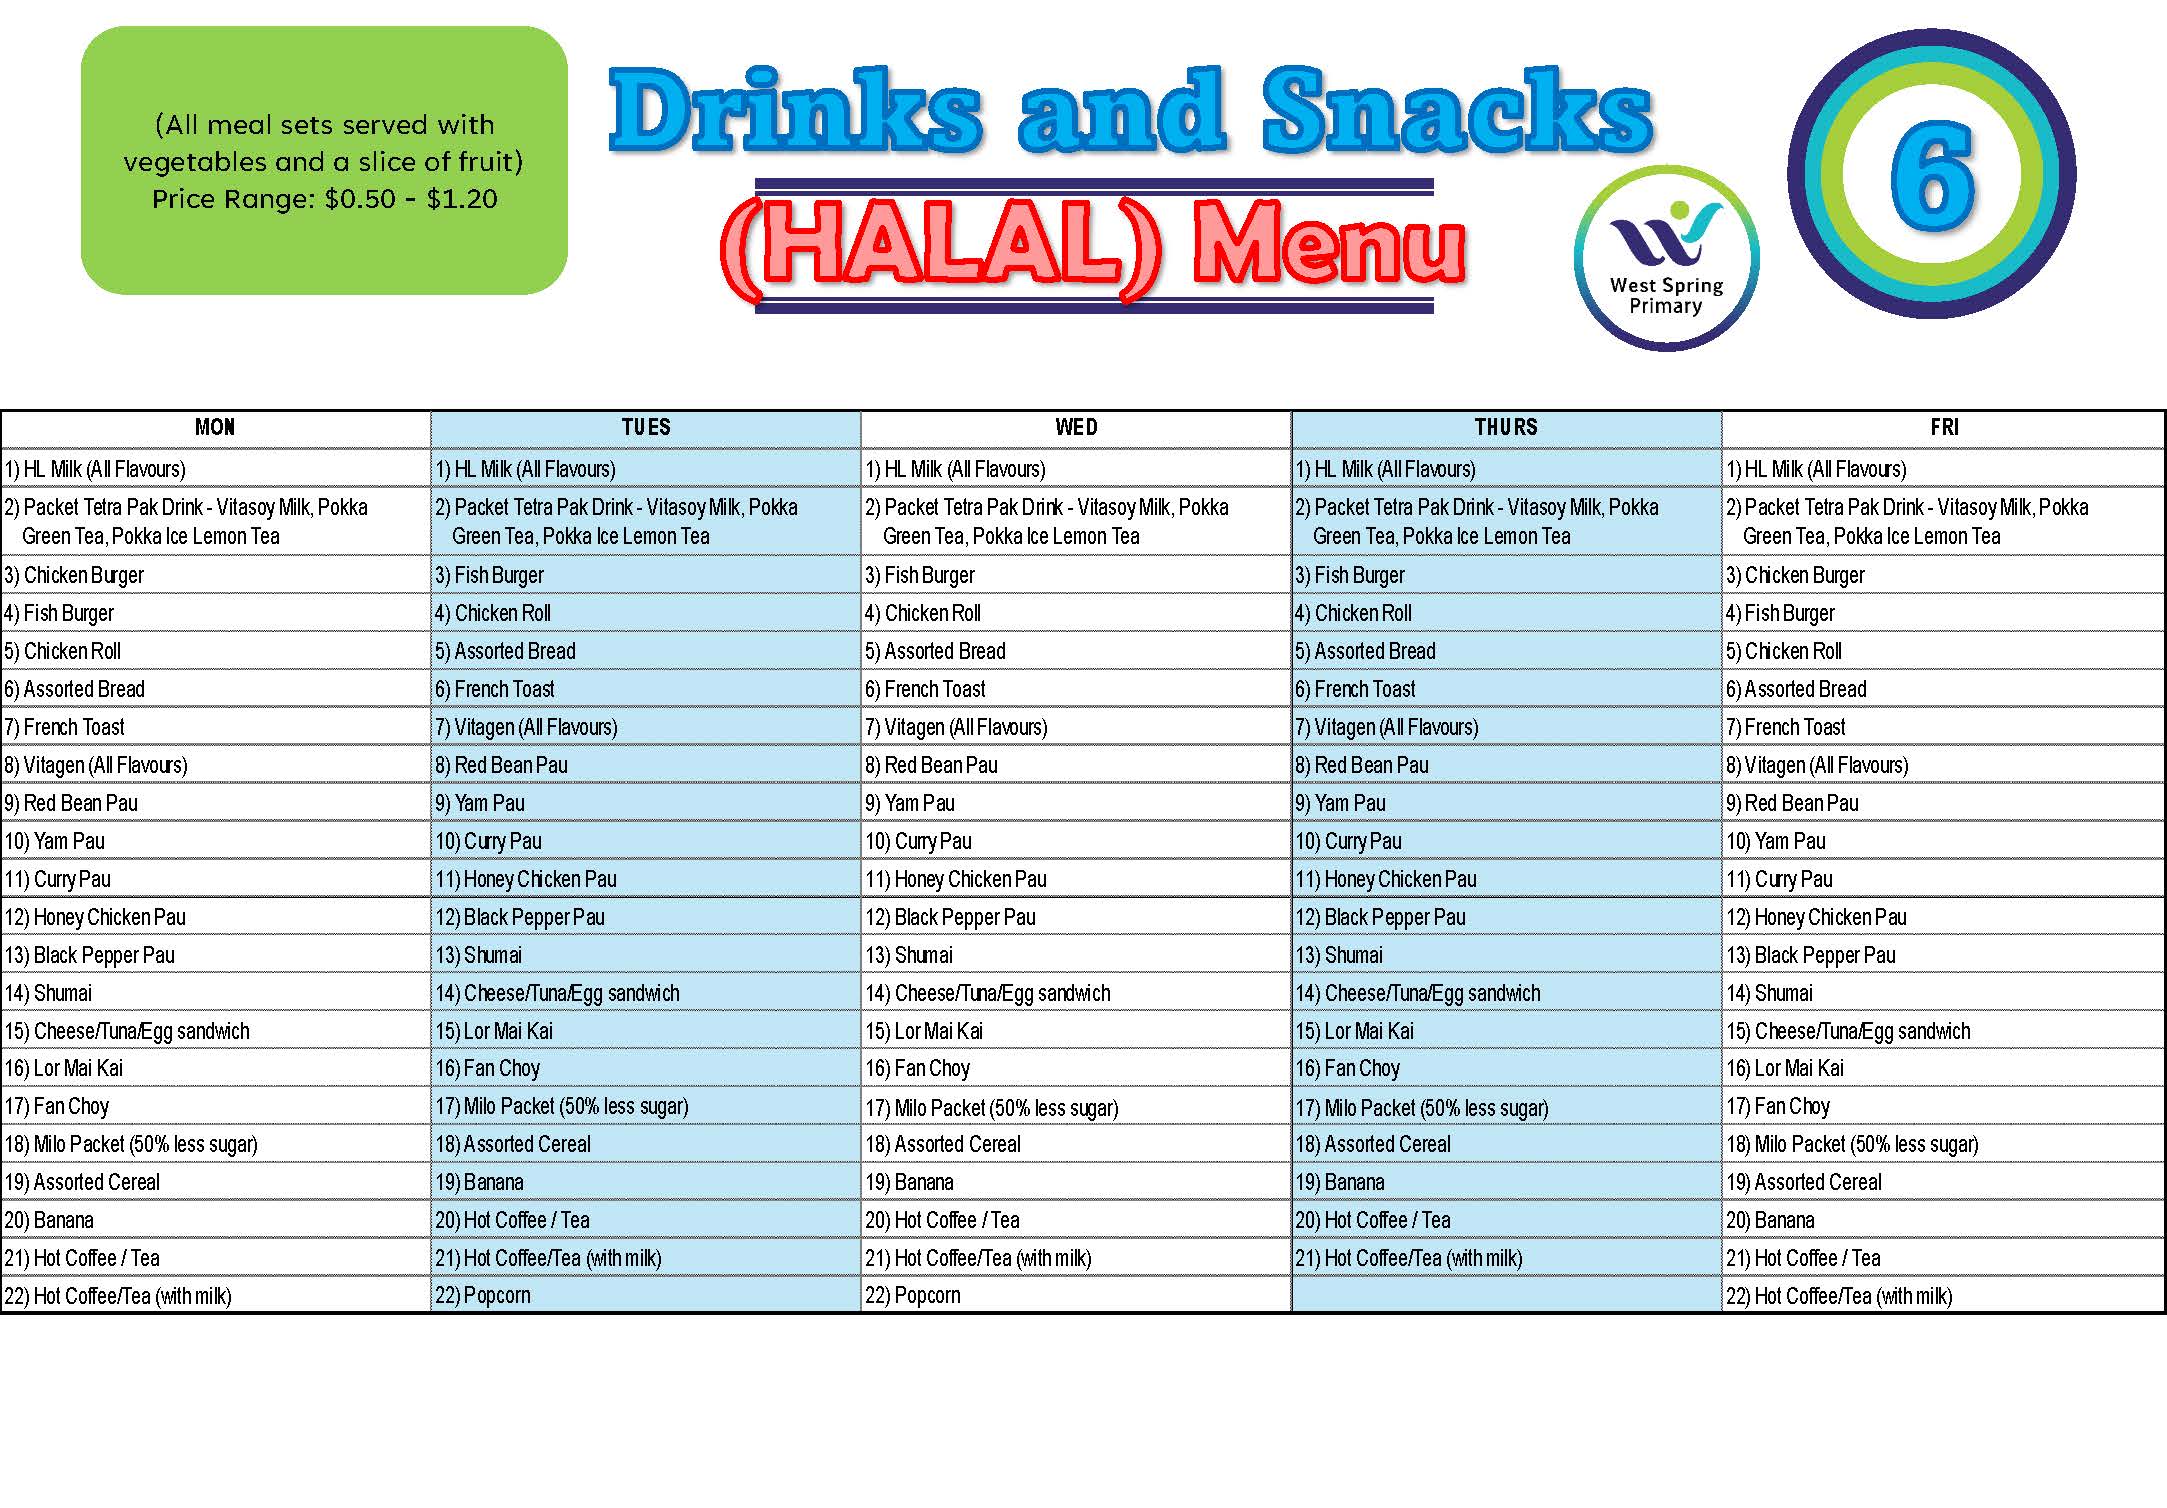 (All meal sets served with
vegetables and a slice of fruit)
Price Range: $0.50 - $1.20
Drinks and Snacks
(HALAL) Menu
West Spring
Primary
6
MON
1) HL Milk (All Flavours)
2) Packet Tetra Pak Drink - Vitasoy Milk, Pokka
Green Tea, Pokka Ice Lemon Tea
3) Chicken Burger
4) Fish Burger
5) Chicken Roll
6) Assorted Bread
7) French Toast
8) Vitagen (All Flavours)
9) Red Bean Pau
10) Yam Pau
11) Curry Pau
12) Honey Chicken Pau
13) Black Pepper Pau
14) Shumai
15) Cheese/Tuna/Egg sandwich
16) Lor Mai Kai
17) Fan Choy
18) Milo Packet (50% less sugar)
19) Assorted Cereal
20) Banana
21) Hot Coffee / Tea
22) Hot Coffee/Tea (with milk)
TUES
1) HL Milk (All Flavours)
2) Packet Tetra Pak Drink - Vitasoy Milk, Pokka
Green Tea, Pokka Ice Lemon Tea
3) Fish Burger
4) Chicken Roll
5) Assorted Bread
6) French Toast
7) Vitagen (All Flavours)
8) Red Bean Pau
9) Yam Pau
10) Curry Pau
11) Honey Chicken Pau
12) Black Pepper Pau
13) Shumai
14) Cheese/Tuna/Egg sandwich
15) Lor Mai Kai
16) Fan Choy
17) Milo Packet (50% less sugar)
18) Assorted Cereal
19) Banana
20) Hot Coffee / Tea
21) Hot Coffee/Tea (with milk)
22) Popcorn
WED
1) HL Milk (All Flavours)
2) Packet Tetra Pak Drink - Vitasoy Milk, Pokka
Green Tea, Pokka Ice Lemon Tea
3) Fish Burger
4) Chicken Roll
5) Assorted Bread
6) French Toast
7) Vitagen (All Flavours)
8) Red Bean Pau
9) Yam Pau
10) Curry Pau
11) Honey Chicken Pau
12) Black Pepper Pau
13) Shumai
14) Cheese/Tuna/Egg sandwich
15) Lor Mai Kai
16) Fan Choy
17) Milo Packet (50% less sugar)
18) Assorted Cereal
19) Banana
20) Hot Coffee / Tea
21) Hot Coffee/Tea (with milk)
22) Popcorn
THURS
1) HL Milk (All Flavours)
2) Packet Tetra Pak Drink - Vitasoy Milk, Pokka
Green Tea, Pokka Ice Lemon Tea
3) Fish Burger
4) Chicken Roll
5) Assorted Bread
6) French Toast
7) Vitagen (All Flavours)
8) Red Bean Pau
9) Yam Pau
10) Curry Pau
11) Honey Chicken Pau
12) Black Pepper Pau
13) Shumai
14) Cheese/Tuna/Egg sandwich
15) Lor Mai Kai
16) Fan Choy
17) Milo Packet (50% less sugar)
18) Assorted Cereal
19) Banana
20) Hot Coffee / Tea
21) Hot Coffee/Tea (with milk)
FRI
1) HL Milk (All Flavours)
2) Packet Tetra Pak Drink - Vitasoy Milk, Pokka
Green Tea, Pokka Ice Lemon Tea
3) Chicken Burger
4) Fish Burger
5) Chicken Roll
6) Assorted Bread
7) French Toast
8) Vitagen (All Flavours)
9) Red Bean Pau
10) Yam Pau
11) Curry Pau
12) Honey Chicken Pau
13) Black Pepper Pau
14) Shumai
15) Cheese/Tuna/Egg sandwich
16) Lor Mai Kai
17) Fan Choy
18) Milo Packet (50% less sugar)
19) Assorted Cereal
20) Banana
21) Hot Coffee / Tea
22) Hot Coffee/Tea (with milk)